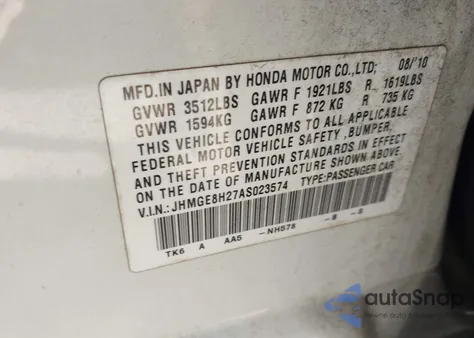 MFD.IN JAPAN BY HONDA MOTOR CO.,LTD; 08/'10
GVWR 3512LBS GAWR F 1921LBS R 1619LBS
GVWR 1594KG GAWR F 872 KG R 735 KG
THIS VEHICLE CONFORMS TO ALL APPLICABLE
FEDERAL MOTOR VEHICLE SAFETY ,BUMPER,
AND THEFT PREVENTION STANDARDS IN EFFECT
ON THE DATE OF MANUFACTURE SHOWN ABOVE.
V.I.N.: JHMGE8H27AS023574 TYPE:PASSENGER CAR
TK6 A AA5 -NH578 -B -S
autoSnap